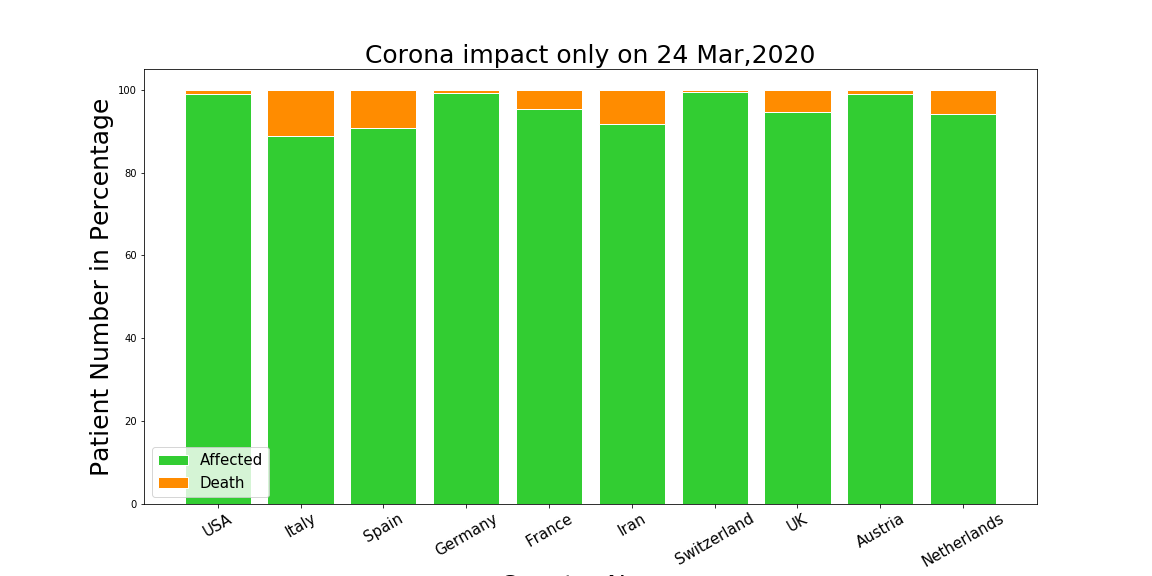 Corona impact only on 24 Mar,2020
Patient Number in Percentage
100
80
60
40
20
0
Affected
Death
USA
Italy
Spain
Germany
France
Iran
Switzerland
UK
Austria
Netherlands